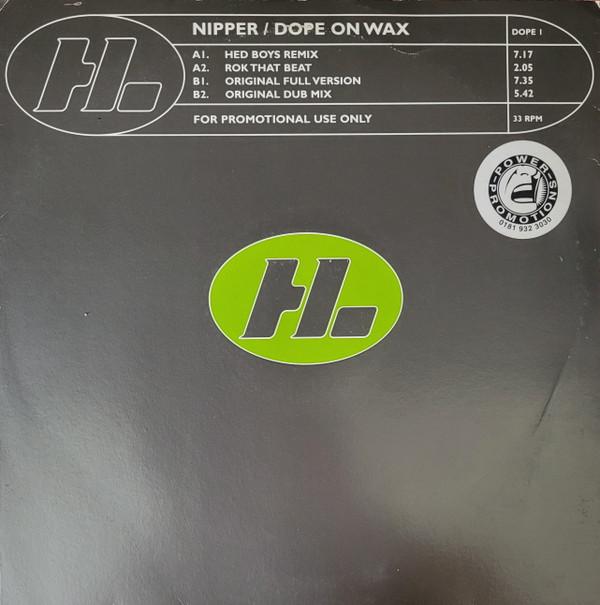 HL.
NIPPER / DOPE ON WAX
DOPE 1
A1. HED BOYS REMIX 7.17
A2. ROK THAT BEAT 2.05
B1. ORIGINAL FULL VERSION 7.35
B2. ORIGINAL DUB MIX 5.42
FOR PROMOTIONAL USE ONLY
33 RPM
POWER-
PROMOTIONS
0181 932 3030
HL.